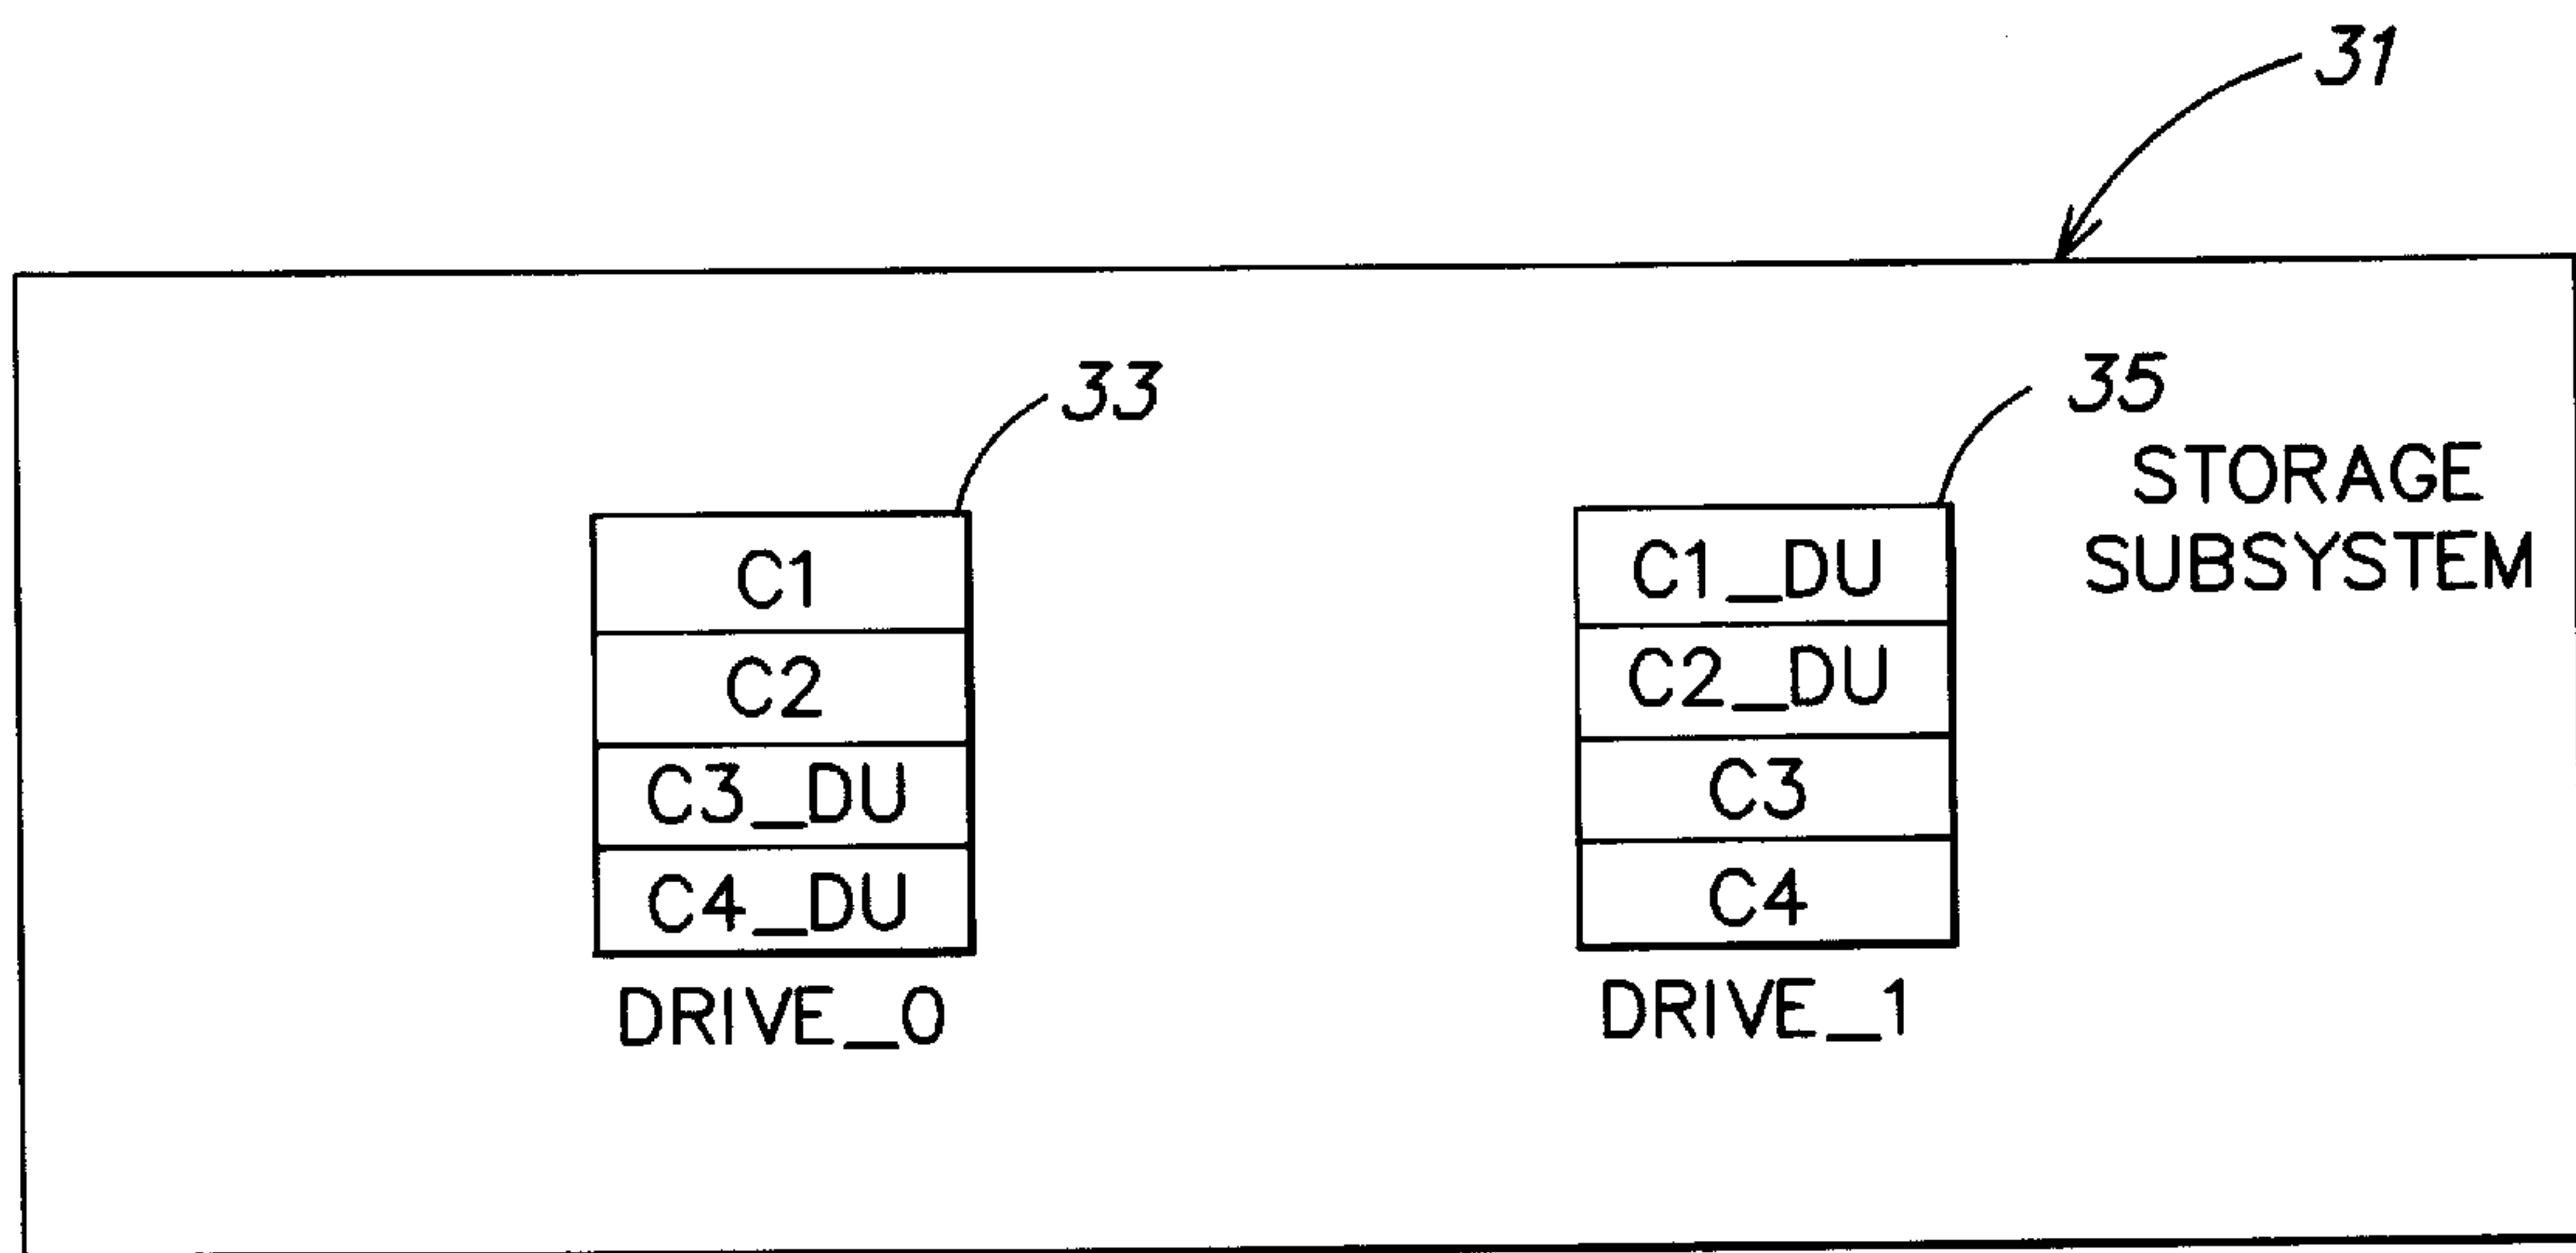 31
33
35
STORAGE
SUBSYSTEM
C1
C2
C3_DU
C4_DU
DRIVE_0
C1_DU
C2_DU
C3
C4
DRIVE_1